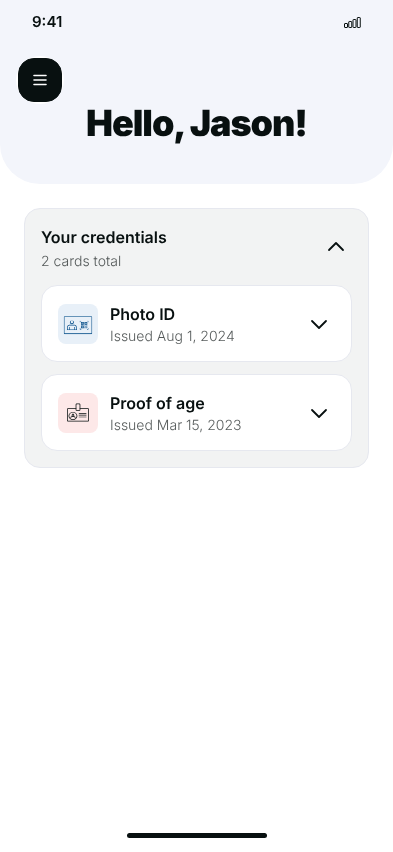 9:41
Hello, Jason!
Your credentials
2 cards total
Photo ID
Issued Aug 1, 2024
Proof of age
Issued Mar 15, 2023